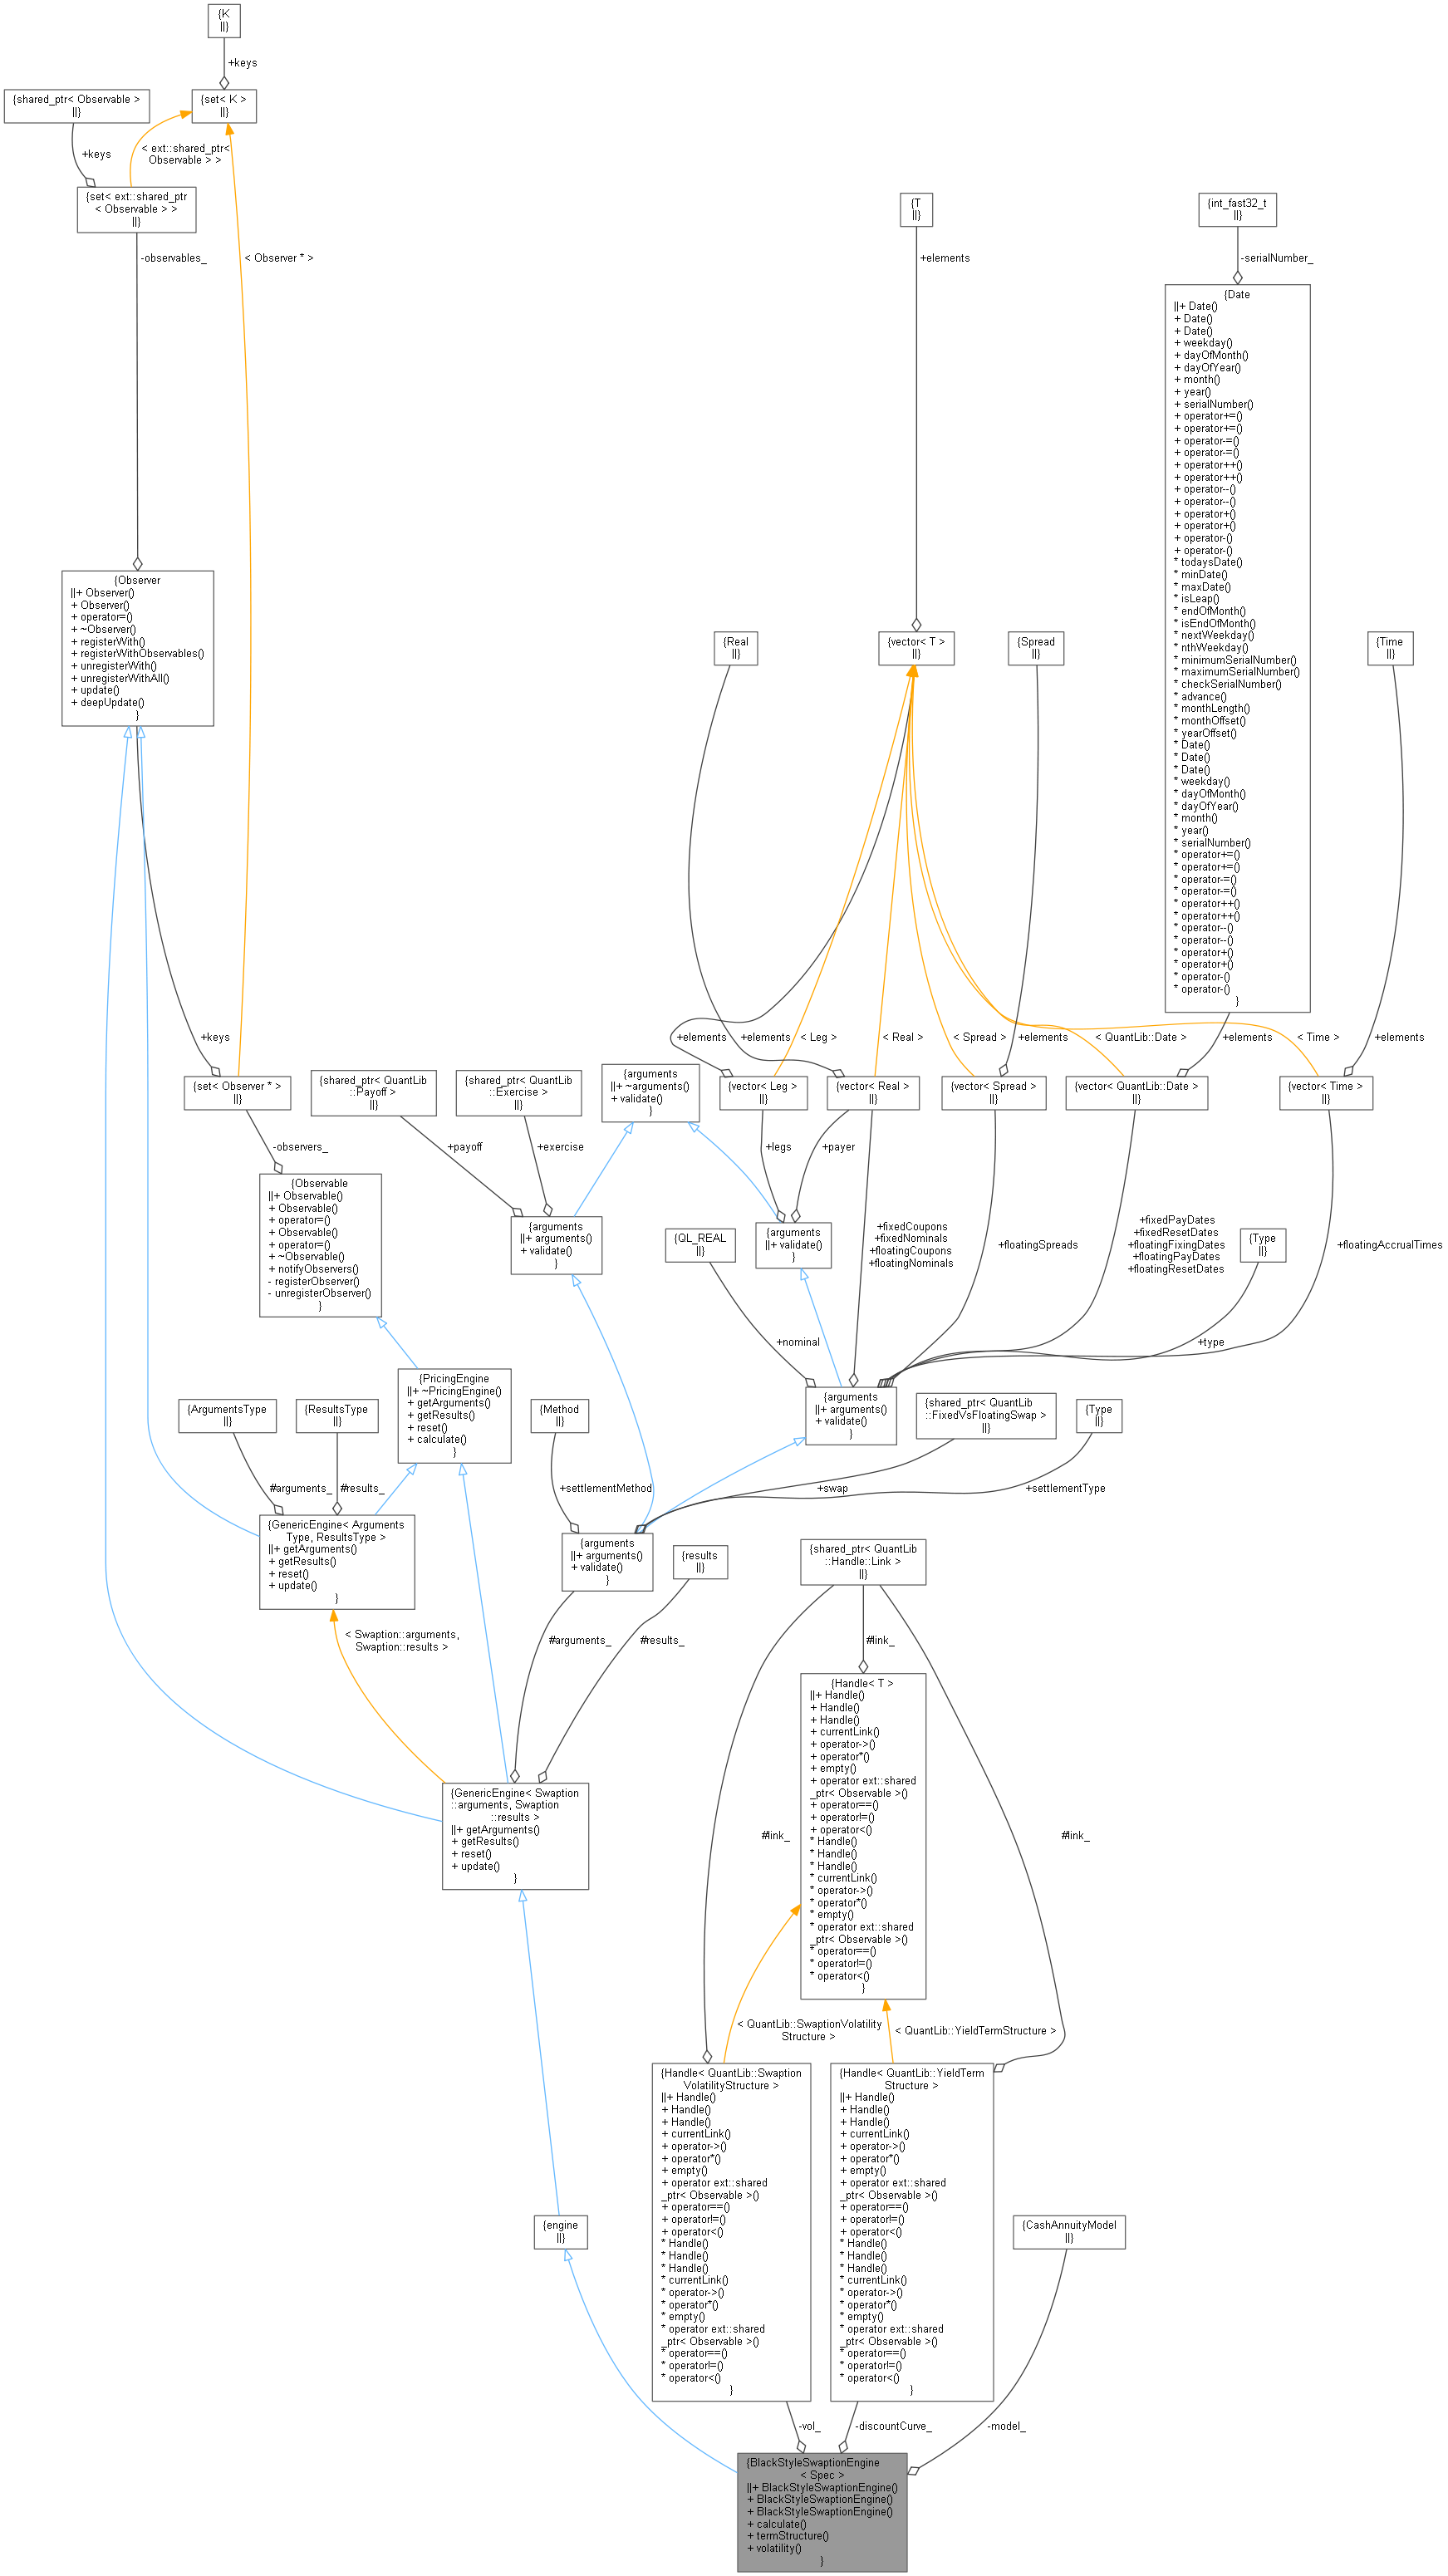 {K
||}
+keys
{shared_ptr< Observable >
||}
{set< K >
||}
+keys
< ext::shared_ptr<
Observable > >
{set< ext::shared_ptr
< Observable > >
||}
{T
||}
{int_fast32_t
||}
-observables_
< Observer * >
+elements
-serialNumber_
{Date
||+ Date()
+ Date()
+ Date()
+ weekday()
+ dayOfMonth()
+ dayOfYear()
+ month()
+ year()
+ serialNumber()
+ operator+=()
+ operator+=()
+ operator-=()
+ operator-=()
+ operator++()
+ operator++()
+ operator--()
+ operator--()
+ operator+()
+ operator+()
+ operator-()
+ operator-()
* todaysDate()
* minDate()
* maxDate()
* isLeap()
* endOfMonth()
* isEndOfMonth()
* nextWeekday()
* nthWeekday()
* minimumSerialNumber()
* maximumSerialNumber()
* checkSerialNumber()
* advance()
* monthLength()
* monthOffset()
* yearOffset()
* Date()
* Date()
* Date()
* weekday()
* dayOfMonth()
* dayOfYear()
* month()
* year()
* serialNumber()
* operator+=()
* operator+=()
* operator-=()
* operator-=()
* operator++()
* operator++()
* operator--()
* operator--()
* operator+()
* operator+()
* operator-()
* operator-()
}
{Observer
||+ Observer()
+ Observer()
+ operator=()
+ ~Observer()
+ registerWith()
+ registerWithObservables()
+ unregisterWith()
+ unregisterWithAll()
+ update()
+ deepUpdate()
}
{Real
||}
{vector< T >
||}
{Spread
||}
{Time
||}
+keys
+elements
+elements
< Leg >
< Real >
< Spread >
+elements
< QuantLib::Date >
+elements
< Time >
+elements
{set< Observer * >
||}
{shared_ptr< QuantLib
::Payoff >
||}
{shared_ptr< QuantLib
::Exercise >
||}
{arguments
||+ ~arguments()
+ validate()
}
{vector< Leg >
||}
{vector< Real >
||}
{vector< Spread >
||}
{vector< QuantLib::Date >
||}
{vector< Time >
||}
-observers_
+payoff
+exercise
+legs
+payer
{Observable
||+ Observable()
+ Observable()
+ operator=()
+ Observable()
+ operator=()
+ ~Observable()
+ notifyObservers()
- registerObserver()
- unregisterObserver()
}
{arguments
||+ arguments()
+ validate()
}
{QL_REAL
||}
{arguments
||+ validate()
}
+fixedCoupons
+fixedNominals
+floatingCoupons
+floatingNominals
+floatingSpreads
+fixedPayDates
+fixedResetDates
+floatingFixingDates
+floatingPayDates
+floatingResetDates
{Type
||}
+floatingAccrualTimes
+nominal
+type
{PricingEngine
||+ ~PricingEngine()
+ getArguments()
+ getResults()
+ reset()
+ calculate()
}
{ArgumentsType
||}
{ResultsType
||}
{Method
||}
{arguments
||+ arguments()
+ validate()
}
{shared_ptr< QuantLib
::FixedVsFloatingSwap >
||}
{Type
||}
#arguments_
#results_
+settlementMethod
+swap
+settlementType
{GenericEngine< Arguments
Type, ResultsType >
||+ getArguments()
+ getResults()
+ reset()
+ update()
}
{arguments
||+ arguments()
+ validate()
}
{results
||}
{shared_ptr< QuantLib
::Handle::Link >
||}
< Swaption::arguments,
Swaption::results >
#arguments_
#results_
#link_
{Handle< T >
||+ Handle()
+ Handle()
+ Handle()
+ currentLink()
+ operator->()
+ operator*()
+ empty()
+ operator ext::shared
_ptr< Observable >()
+ operator==()
+ operator!=()
+ operator<()
* Handle()
* Handle()
* Handle()
* currentLink()
* operator->()
* operator*()
* empty()
* operator ext::shared
_ptr< Observable >()
* operator==()
* operator!=()
* operator<()
}
{GenericEngine< Swaption
::arguments, Swaption
::results >
||+ getArguments()
+ getResults()
+ reset()
+ update()
}
#link_
#link_
< QuantLib::SwaptionVolatility
Structure >
< QuantLib::YieldTermStructure >
{Handle< QuantLib::Swaption
VolatilityStructure >
||+ Handle()
+ Handle()
+ Handle()
+ currentLink()
+ operator->()
+ operator*()
+ empty()
+ operator ext::shared
_ptr< Observable >()
+ operator==()
+ operator!=()
+ operator<()
* Handle()
* Handle()
* Handle()
* currentLink()
* operator->()
* operator*()
* empty()
* operator ext::shared
_ptr< Observable >()
* operator==()
* operator!=()
* operator<()
}
{Handle< QuantLib::YieldTerm
Structure >
||+ Handle()
+ Handle()
+ Handle()
+ currentLink()
+ operator->()
+ operator*()
+ empty()
+ operator ext::shared
_ptr< Observable >()
+ operator==()
+ operator!=()
+ operator<()
* Handle()
* Handle()
* Handle()
* currentLink()
* operator->()
* operator*()
* empty()
* operator ext::shared
_ptr< Observable >()
* operator==()
* operator!=()
* operator<()
}
{engine
||}
{CashAnnuityModel
||}
-vol_
-discountCurve_
-model_
{BlackStyleSwaptionEngine
< Spec >
||+ BlackStyleSwaptionEngine()
+ BlackStyleSwaptionEngine()
+ BlackStyleSwaptionEngine()
+ calculate()
+ termStructure()
+ volatility()
}